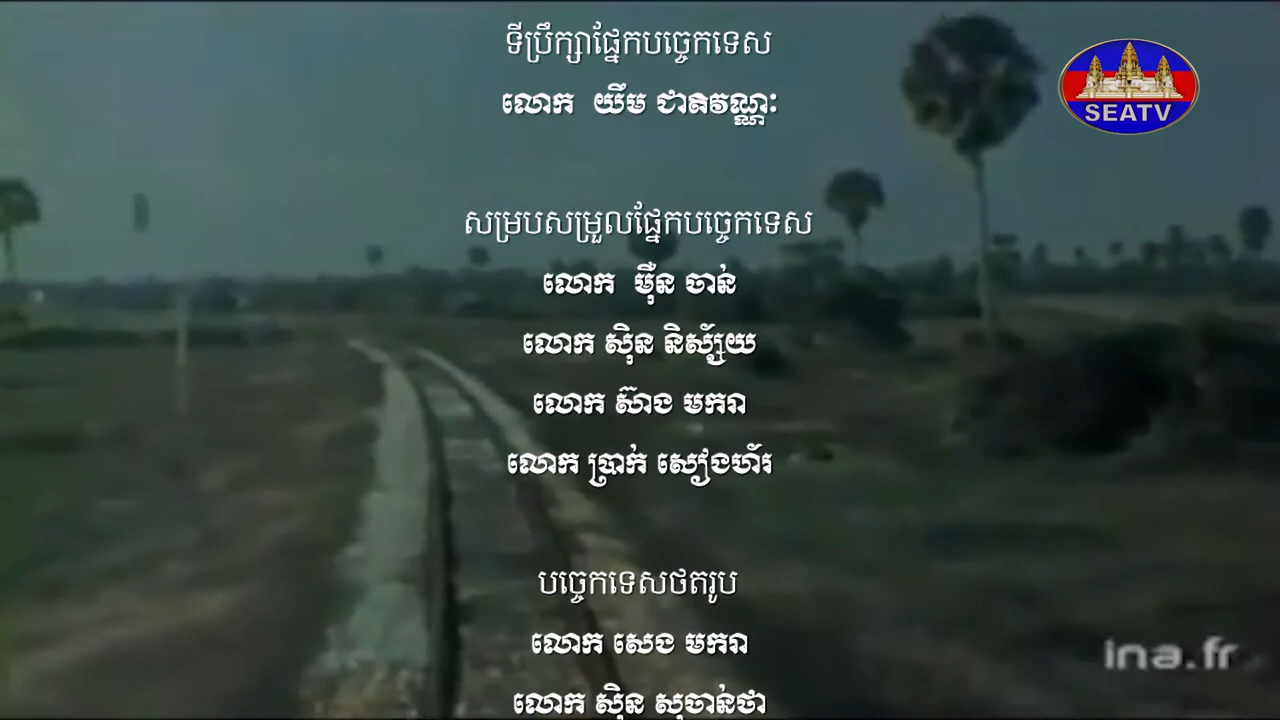 ទីប្រឹក្សាផ្នែកបច្ចេកទេស
លោក យឹម ជាតិវណ្ណៈ
SEATV
សម្របសម្រួលផ្នែកបច្ចេកទេស
លោក ម៉ឺន ចាន់
លោក ស៊ិន និស្ស័យ
លោក ស៊ាង មករា
លោក ប្រាក់ សៀងហ័រ
បច្ចេកទេសថតរូប
លោក សេង មករា
លោក ស៊ិន សុចាន់ថា
ina.fr